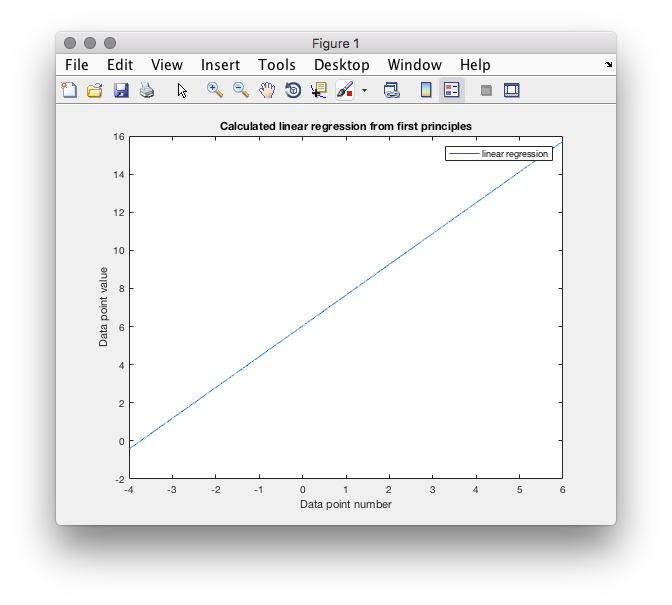 Figure 1
File Edit View Insert Tools Desktop Window Help
Calculated linear regression from first principles
linear regression
16
14
12
10
8
6
4
2
0
-2
Data point value
-4 -3 -2 -1 0 1 2 3 4 5 6
Data point number